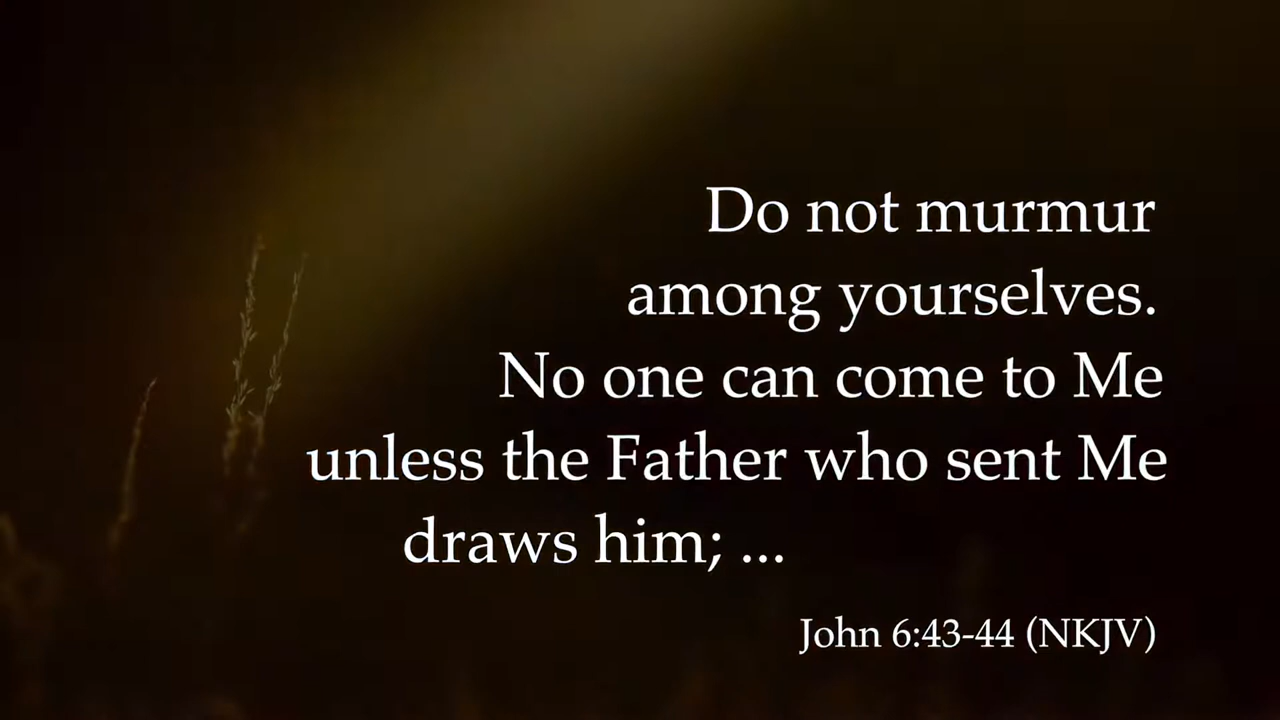 Do not murmur
among yourselves.
No one can come to Me
unless the Father who sent Me
draws him; ...
John 6:43-44 (NKJV)